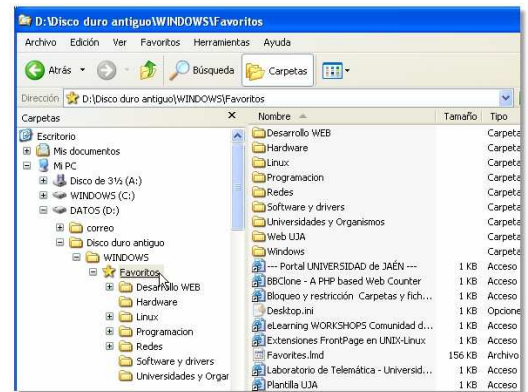 D:\Disco duro antiguo\WINDOWS\Favoritos
Archivo Edición Ver Favoritos Herramientas Ayuda
Atrás Búsqueda Carpetas
Dirección D:\Disco duro antiguo\WINDOWS\Favoritos
Carpetas x
Escritorio
Mis documentos
Mi PC
Disco de 3½ (A:)
WINDOWS (C:)
DATOS (D:)
correo
Disco duro antiguo
WINDOWS
Favoritos
Desarrollo WEB
Hardware
Linux
Programacion
Redes
Software y drivers
Universidades y Organ
Nombre Tamaño Tipo
Desarrollo WEB Carpeta
Hardware Carpeta
Linux Carpeta
Programacion Carpeta
Redes Carpeta
Software y drivers Carpeta
Universidades y Organismos Carpeta
Web UJA Carpeta
Windows Carpeta
--- Portal UNIVERSIDAD de JAÉN --- 1 KB Acceso
BBClone - A PHP based Web Counter 1 KB Acceso
Bloqueo y restricción Carpetas y fich... 1 KB Acceso
Desktop.ini 1 KB Opcione
eLearning WORKSHOPS Comunidad d... 1 KB Acceso
Extensiones FrontPage en UNIX-Linux 1 KB Acceso
Favorites.lmd 156 KB Archivo
Laboratorio de Telemática - Universid... 1 KB Acceso
Plantilla UJA 1 KB Acceso